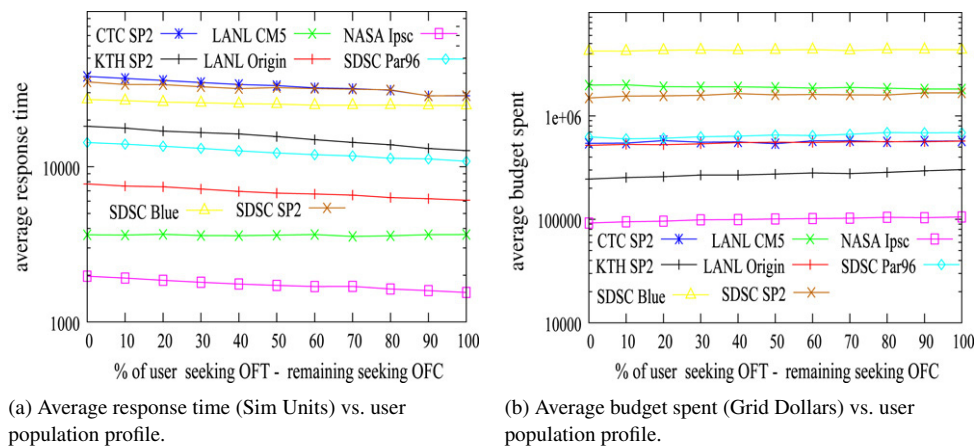 CTC SP2 LANL CM5 NASA Ipsc
KTH SP2 LANL Origin SDSC Par96
average response time
10000
SDSC Blue SDSC SP2
1000
0 10 20 30 40 50 60 70 80 90 100
% of user seeking OFT - remaining seeking OFC
(a) Average response time (Sim Units) vs. user
population profile.
average budget spent
1e+06
100000
CTC SP2 LANL CM5 NASA Ipsc
KTH SP2 LANL Origin SDSC Par96
SDSC Blue SDSC SP2
10000
0 10 20 30 40 50 60 70 80 90 100
% of user seeking OFT - remaining seeking OFC
(b) Average budget spent (Grid Dollars) vs. user
population profile.